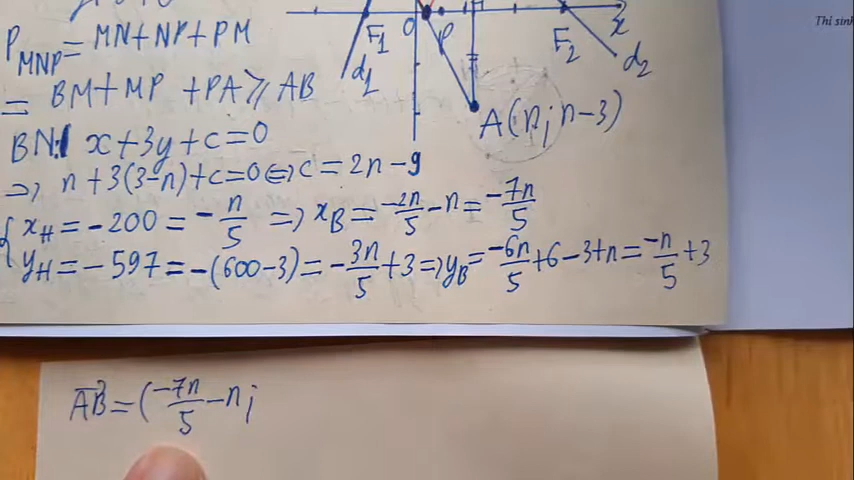 x
F₁ O P F₂
d₁ d₂
P_MNP = MN+NP+PM
= BM+MP +PA ⩾ AB
A(n; n-3)
BN: x+3y+c=0
=> n+3(3-n)+c=0 <=> c=2n-9
{ x_H = -200 = -n/5 => x_B = -2n/5 - n = -7n/5
y_H = -597 = -(600-3) = -3n/5 +3 => y_B = -6n/5 +6-3+n = -n/5 +3
AB⃗ = (-7n/5 - n;
Thí sinh